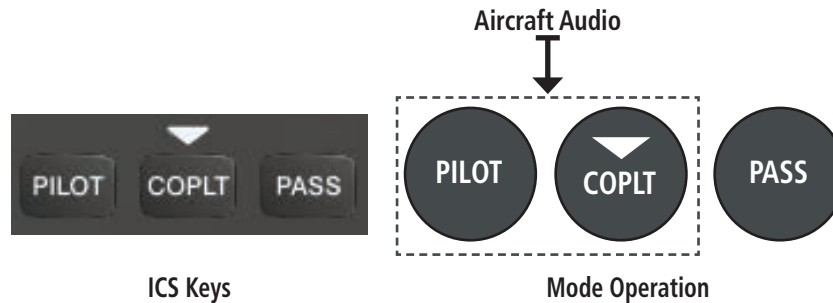 Aircraft Audio
PILOT COPLT PASS
PILOT COPLT PASS
ICS Keys
Mode Operation